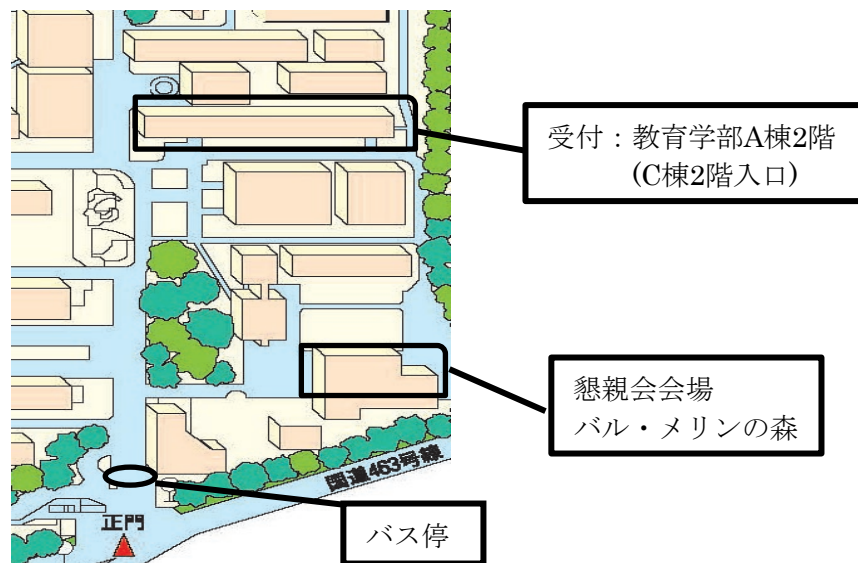 受付：教育学部A棟2階
(C棟2階入口)
懇親会会場
バル・メリンの森
国道463号線
正門
バス停